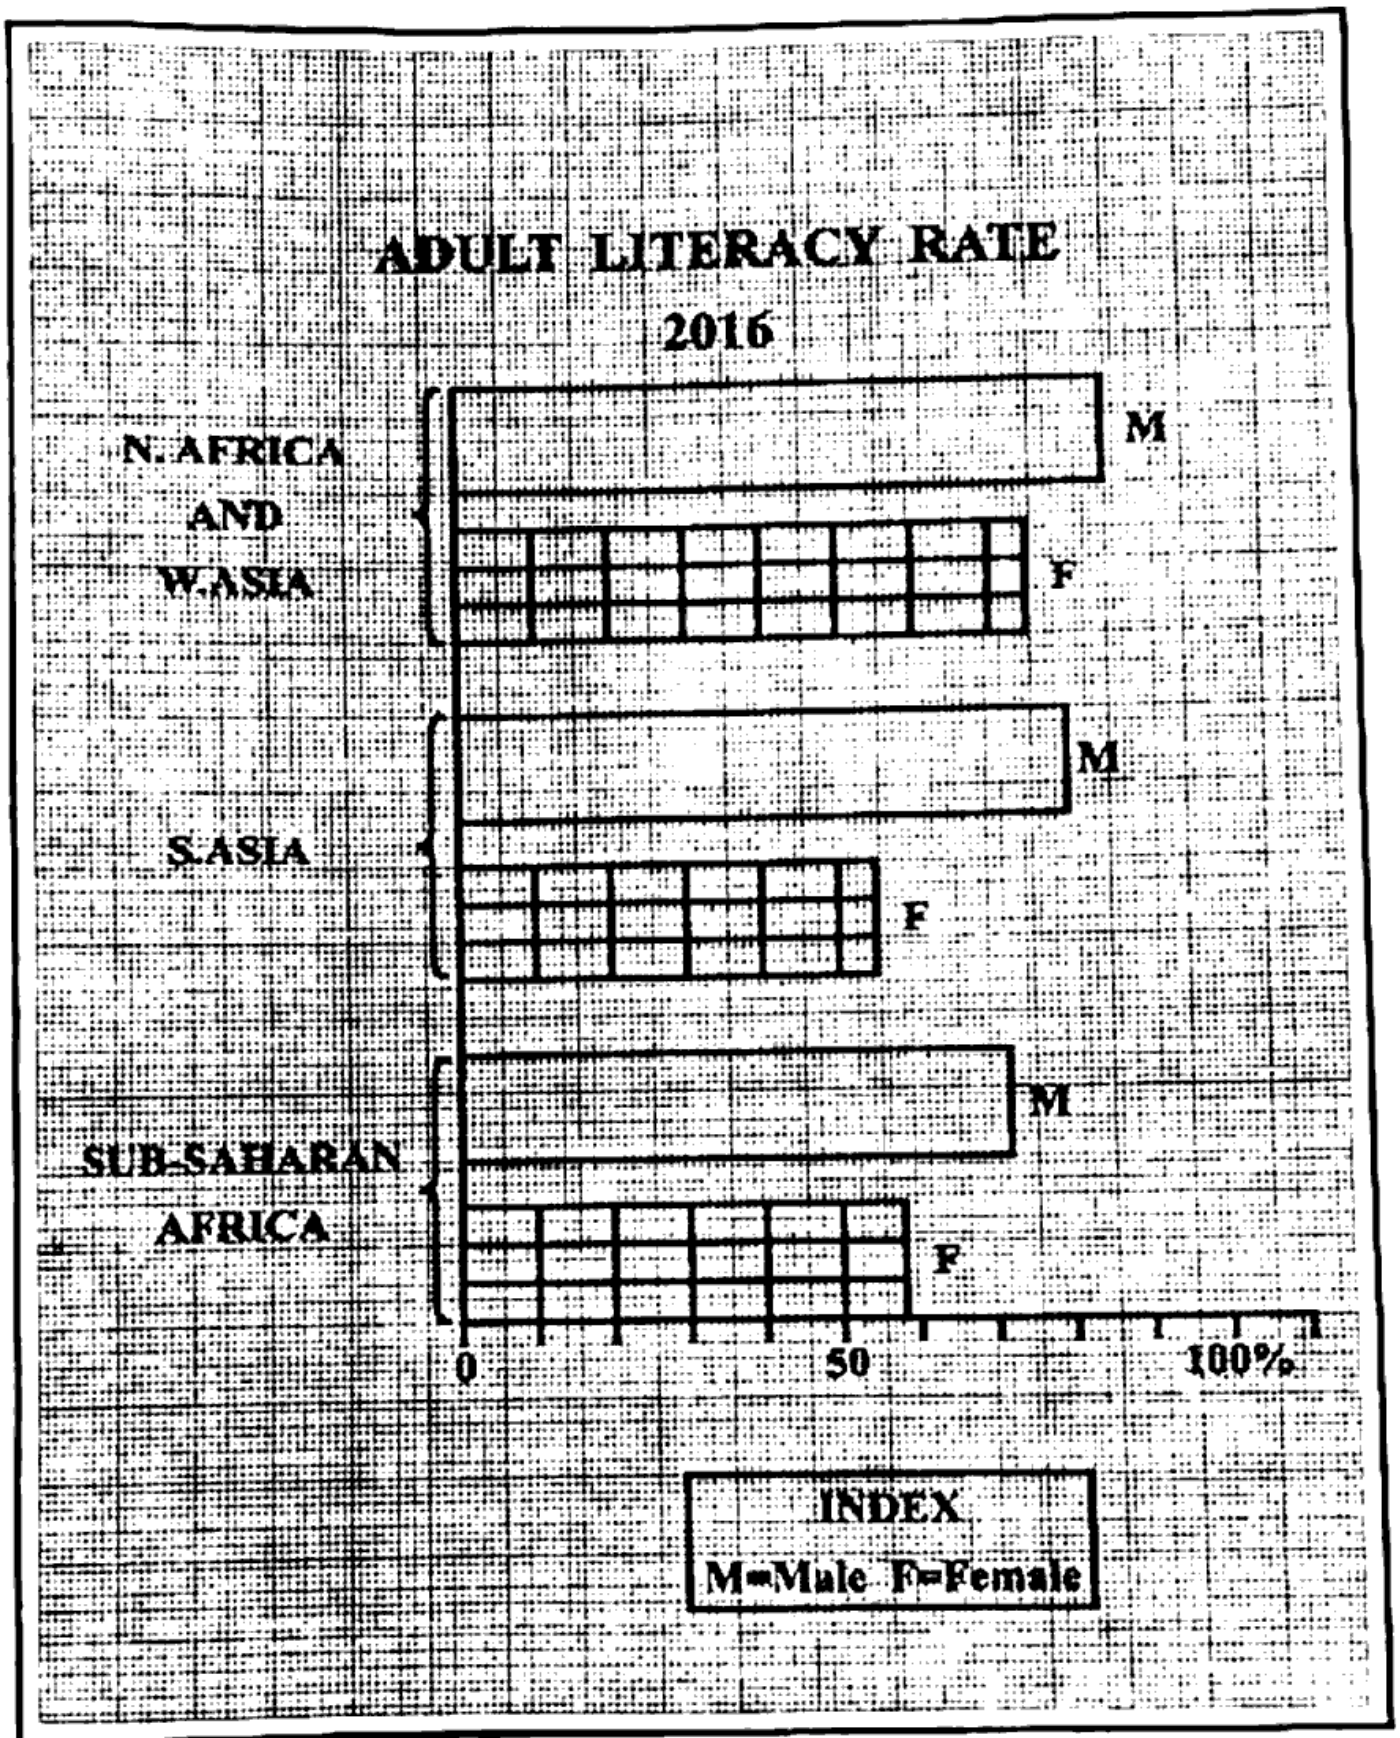 ADULT LITERACY RATE
2016
N. AFRICA
AND
W.ASIA
M
F
S.ASIA
M
F
SUB-SAHARAN
AFRICA
M
F
0 50 100%
INDEX
M=Male F=Female